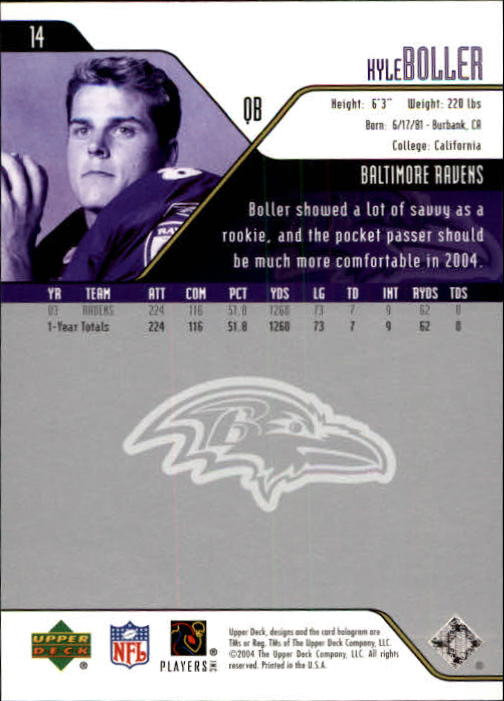 14
KYLE BOLLER
QB
Height: 6'3" Weight: 220 lbs
Born: 6/17/81 - Burbank, CA
College: California
BALTIMORE RAVENS
Boller showed a lot of savvy as a
rookie, and the pocket passer should
be much more comfortable in 2004.
YR TEAM ATT COM PCT YDS LG TD INT RYDS TDS
03 RAVENS 224 116 51.8 1260 73 7 9 62 0
1-Year Totals 224 116 51.8 1260 73 7 9 62 0
B
UPPER
DECK ®
NFL
PLAYERS INC ®
Upper Deck, designs and the card hologram are
TMs or Reg. TMs of The Upper Deck Company, LLC.
©2004 The Upper Deck Company, LLC. All rights
reserved. Printed in the U.S.A.
®